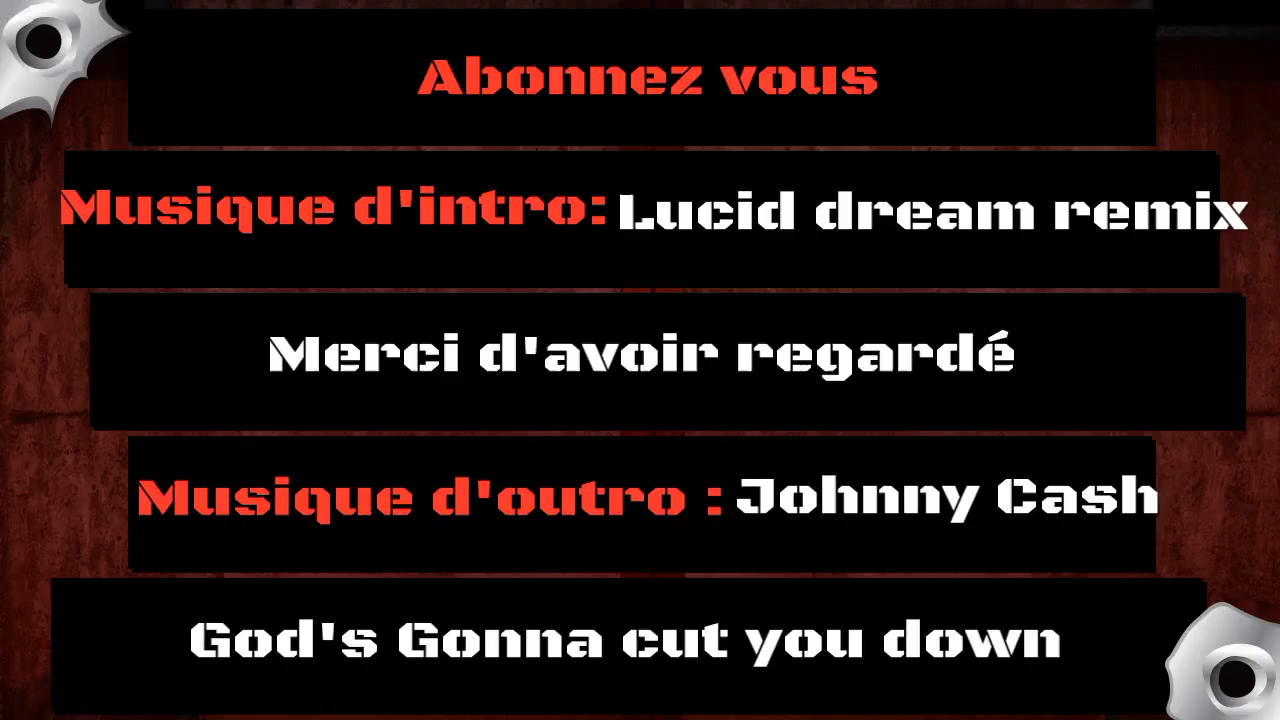 Abonnez vous
Musique d'intro: Lucid dream remix
Merci d'avoir regardé
Musique d'outro : Johnny Cash
God's Gonna cut you down